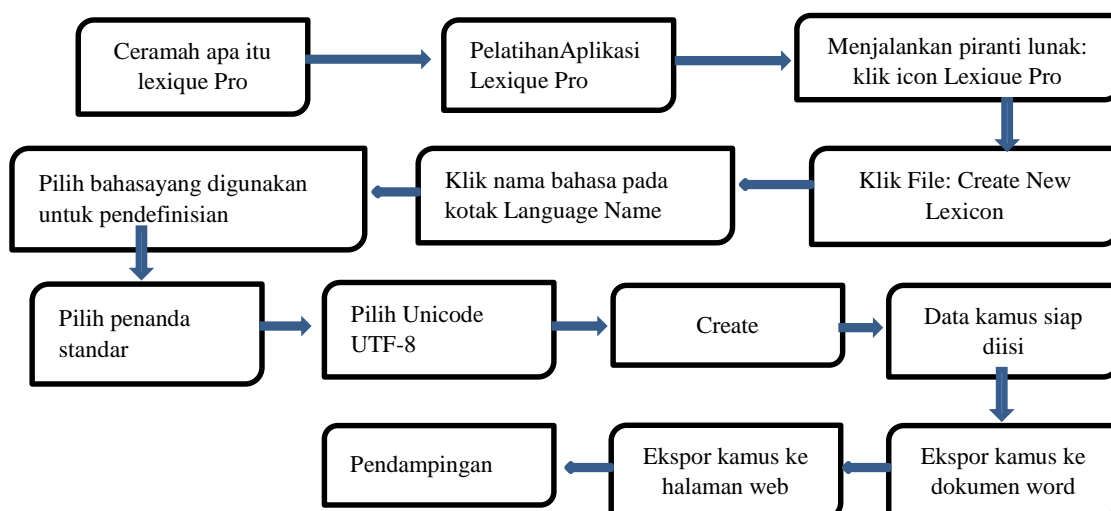 Ceramah apa itu
lexique Pro
PelatihanAplikasi
Lexique Pro
Menjalankan piranti lunak:
klik icon Lexique Pro
Klik File: Create New
Lexicon
Klik nama bahasa pada
kotak Language Name
Pilih bahasayang digunakan
untuk pendefinisian
Pilih penanda
standar
Pilih Unicode
UTF-8
Create
Data kamus siap
diisi
Ekspor kamus ke
dokumen word
Ekspor kamus ke
halaman web
Pendampingan